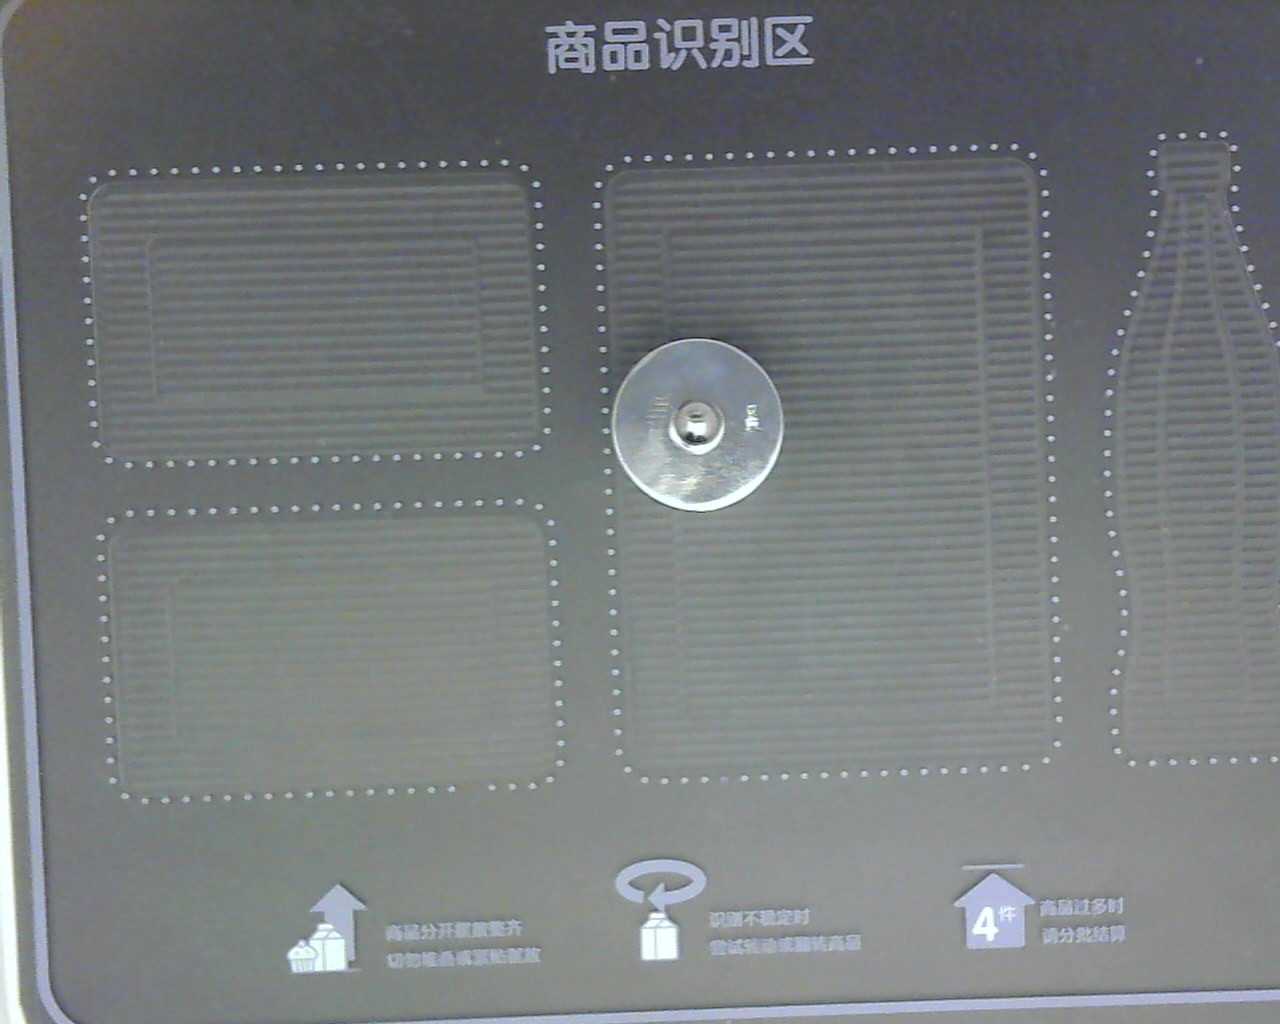 商品识别区
商品分开摆放整齐
切勿堆叠或紧贴摆放
识别不稳定时
尝试转动或翻转商品
4件
商品过多时
请分批结算